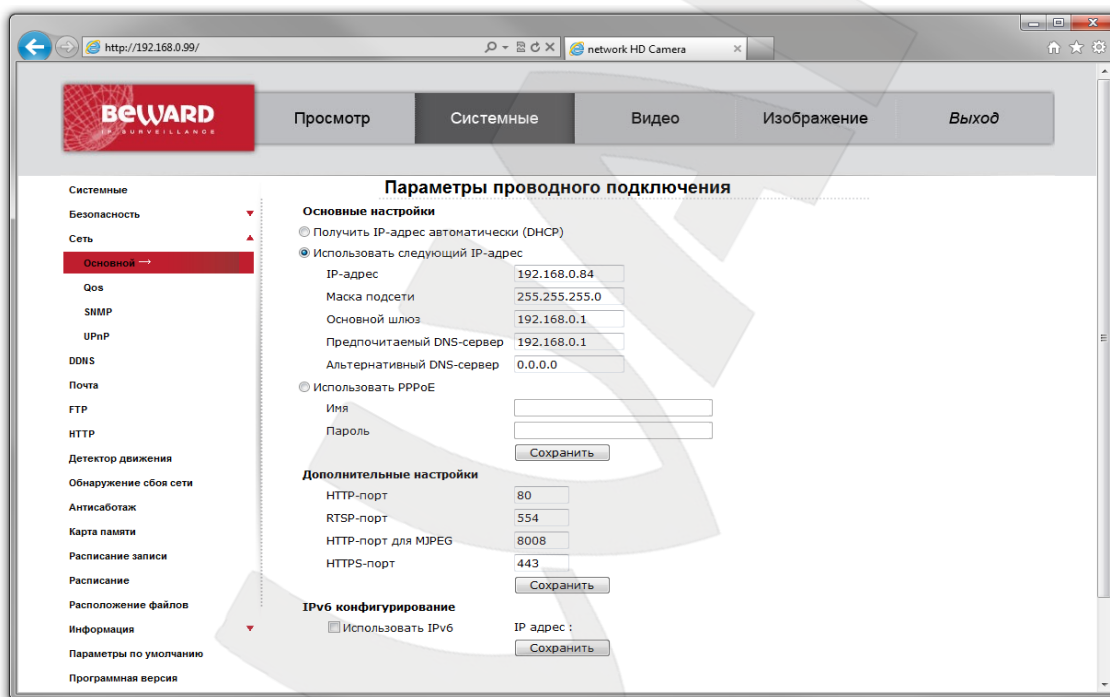 http://192.168.0.99/
network HD Camera
BEWARD
IP SURVEILLANCE
Просмотр
Системные
Видео
Изображение
Выход
Системные
Безопасность
Сеть
Основной →
Qos
SNMP
UPnP
DDNS
Почта
FTP
HTTP
Детектор движения
Обнаружение сбоя сети
Антисаботаж
Карта памяти
Расписание записи
Расписание
Расположение файлов
Информация
Параметры по умолчанию
Программная версия
Параметры проводного подключения
Основные настройки
Получить IP-адрес автоматически (DHCP)
Использовать следующий IP-адрес
IP-адрес 192.168.0.84
Маска подсети 255.255.255.0
Основной шлюз 192.168.0.1
Предпочитаемый DNS-сервер 192.168.0.1
Альтернативный DNS-сервер 0.0.0.0
Использовать PPPoE
Имя
Пароль
Сохранить
Дополнительные настройки
HTTP-порт 80
RTSP-порт 554
HTTP-порт для MJPEG 8008
HTTPS-порт 443
Сохранить
IPv6 конфигурирование
Использовать IPv6 IP адрес :
Сохранить